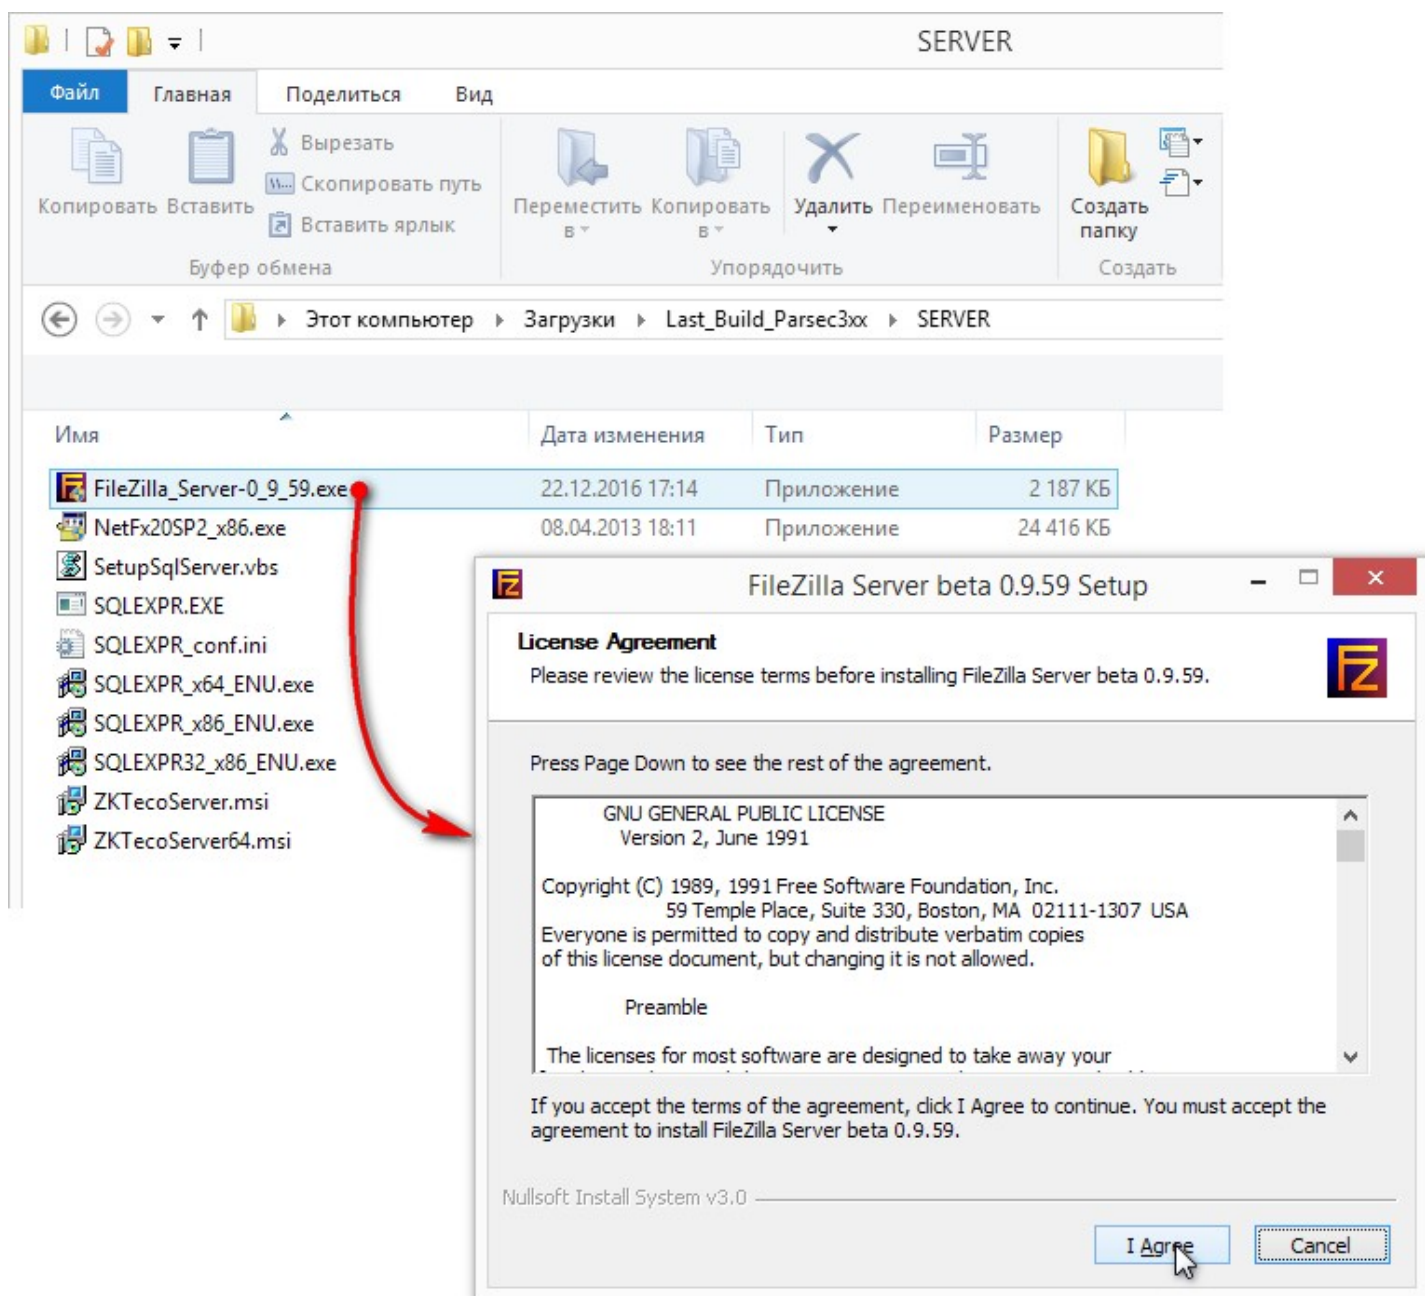 SERVER
Файл Главная Поделиться Вид
Вырезать
Скопировать путь
Вставить ярлык
Копировать Вставить
Переместить в Копировать в Удалить Переименовать
Создать папку
Буфер обмена Упорядочить Создать
Этот компьютер Загрузки Last_Build_Parsec3xx SERVER
Имя Дата изменения Тип Размер
FileZilla_Server-0_9_59.exe 22.12.2016 17:14 Приложение 2 187 КБ
NetFx20SP2_x86.exe 08.04.2013 18:11 Приложение 24 416 КБ
SetupSqlServer.vbs
SQLEXPR.EXE
SQLEXPR_conf.ini
SQLEXPR_x64_ENU.exe
SQLEXPR_x86_ENU.exe
SQLEXPR32_x86_ENU.exe
ZKTecoServer.msi
ZKTecoServer64.msi
FileZilla Server beta 0.9.59 Setup
License Agreement
Please review the license terms before installing FileZilla Server beta 0.9.59.
Press Page Down to see the rest of the agreement.
GNU GENERAL PUBLIC LICENSE
Version 2, June 1991
Copyright (C) 1989, 1991 Free Software Foundation, Inc.
59 Temple Place, Suite 330, Boston, MA 02111-1307 USA
Everyone is permitted to copy and distribute verbatim copies
of this license document, but changing it is not allowed.
Preamble
The licenses for most software are designed to take away your
If you accept the terms of the agreement, click I Agree to continue. You must accept the
agreement to install FileZilla Server beta 0.9.59.
Nullsoft Install System v3.0
I Agree Cancel